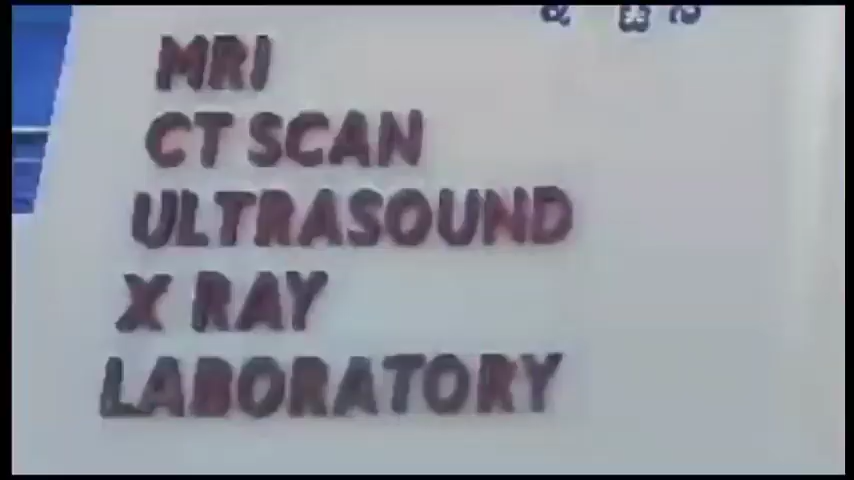 MRI
CT SCAN
ULTRASOUND
X RAY
LABORATORY